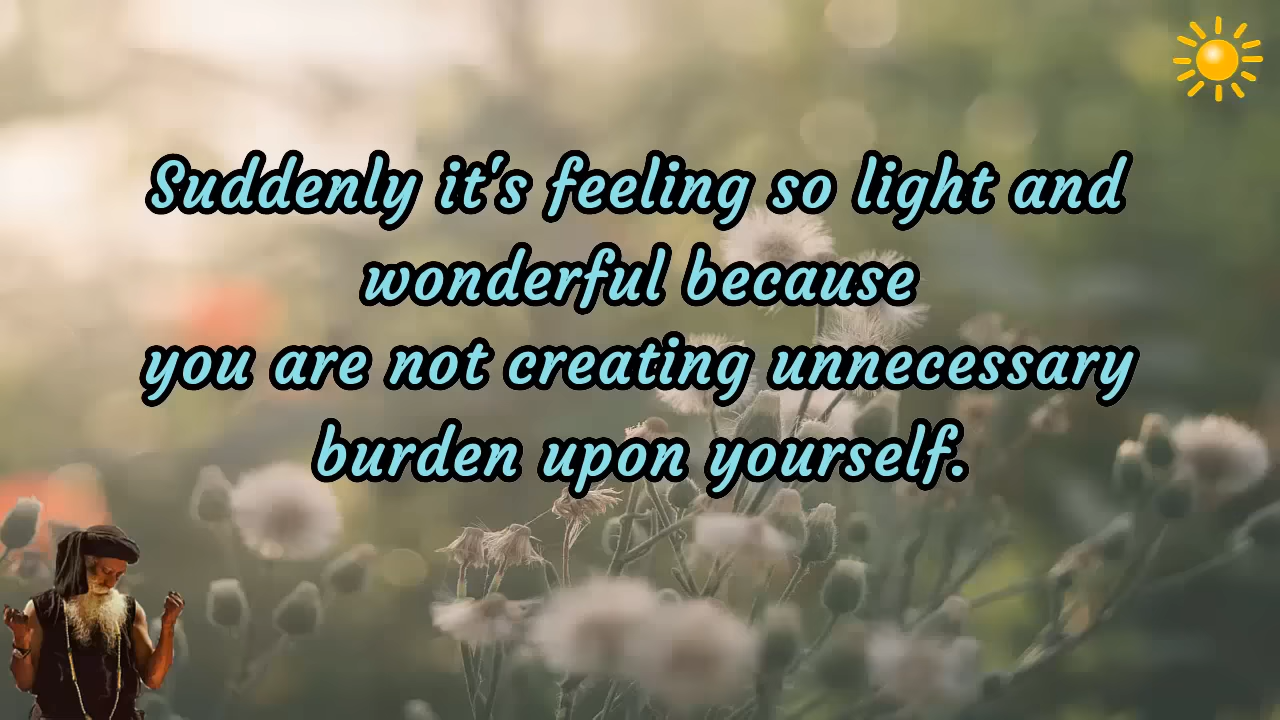 Suddenly it's feeling so light and
wonderful because
you are not creating unnecessary
burden upon yourself.